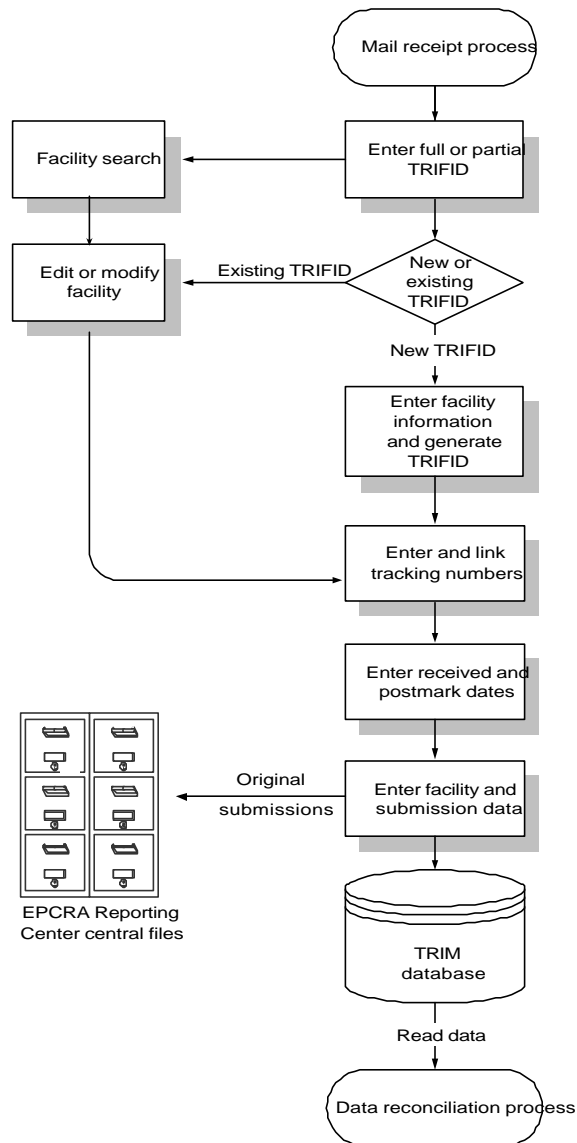 Mail receipt process
Facility search
Enter full or partial
TRIFID
Edit or modify
facility
Existing TRIFID
New or
existing
TRIFID
New TRIFID
Enter facility
information
and generate
TRIFID
Enter and link
tracking numbers
Enter received and
postmark dates
Original
submissions
Enter facility and
submission data
EPCRA Reporting
Center central files
TRIM
database
Read data
Data reconciliation process